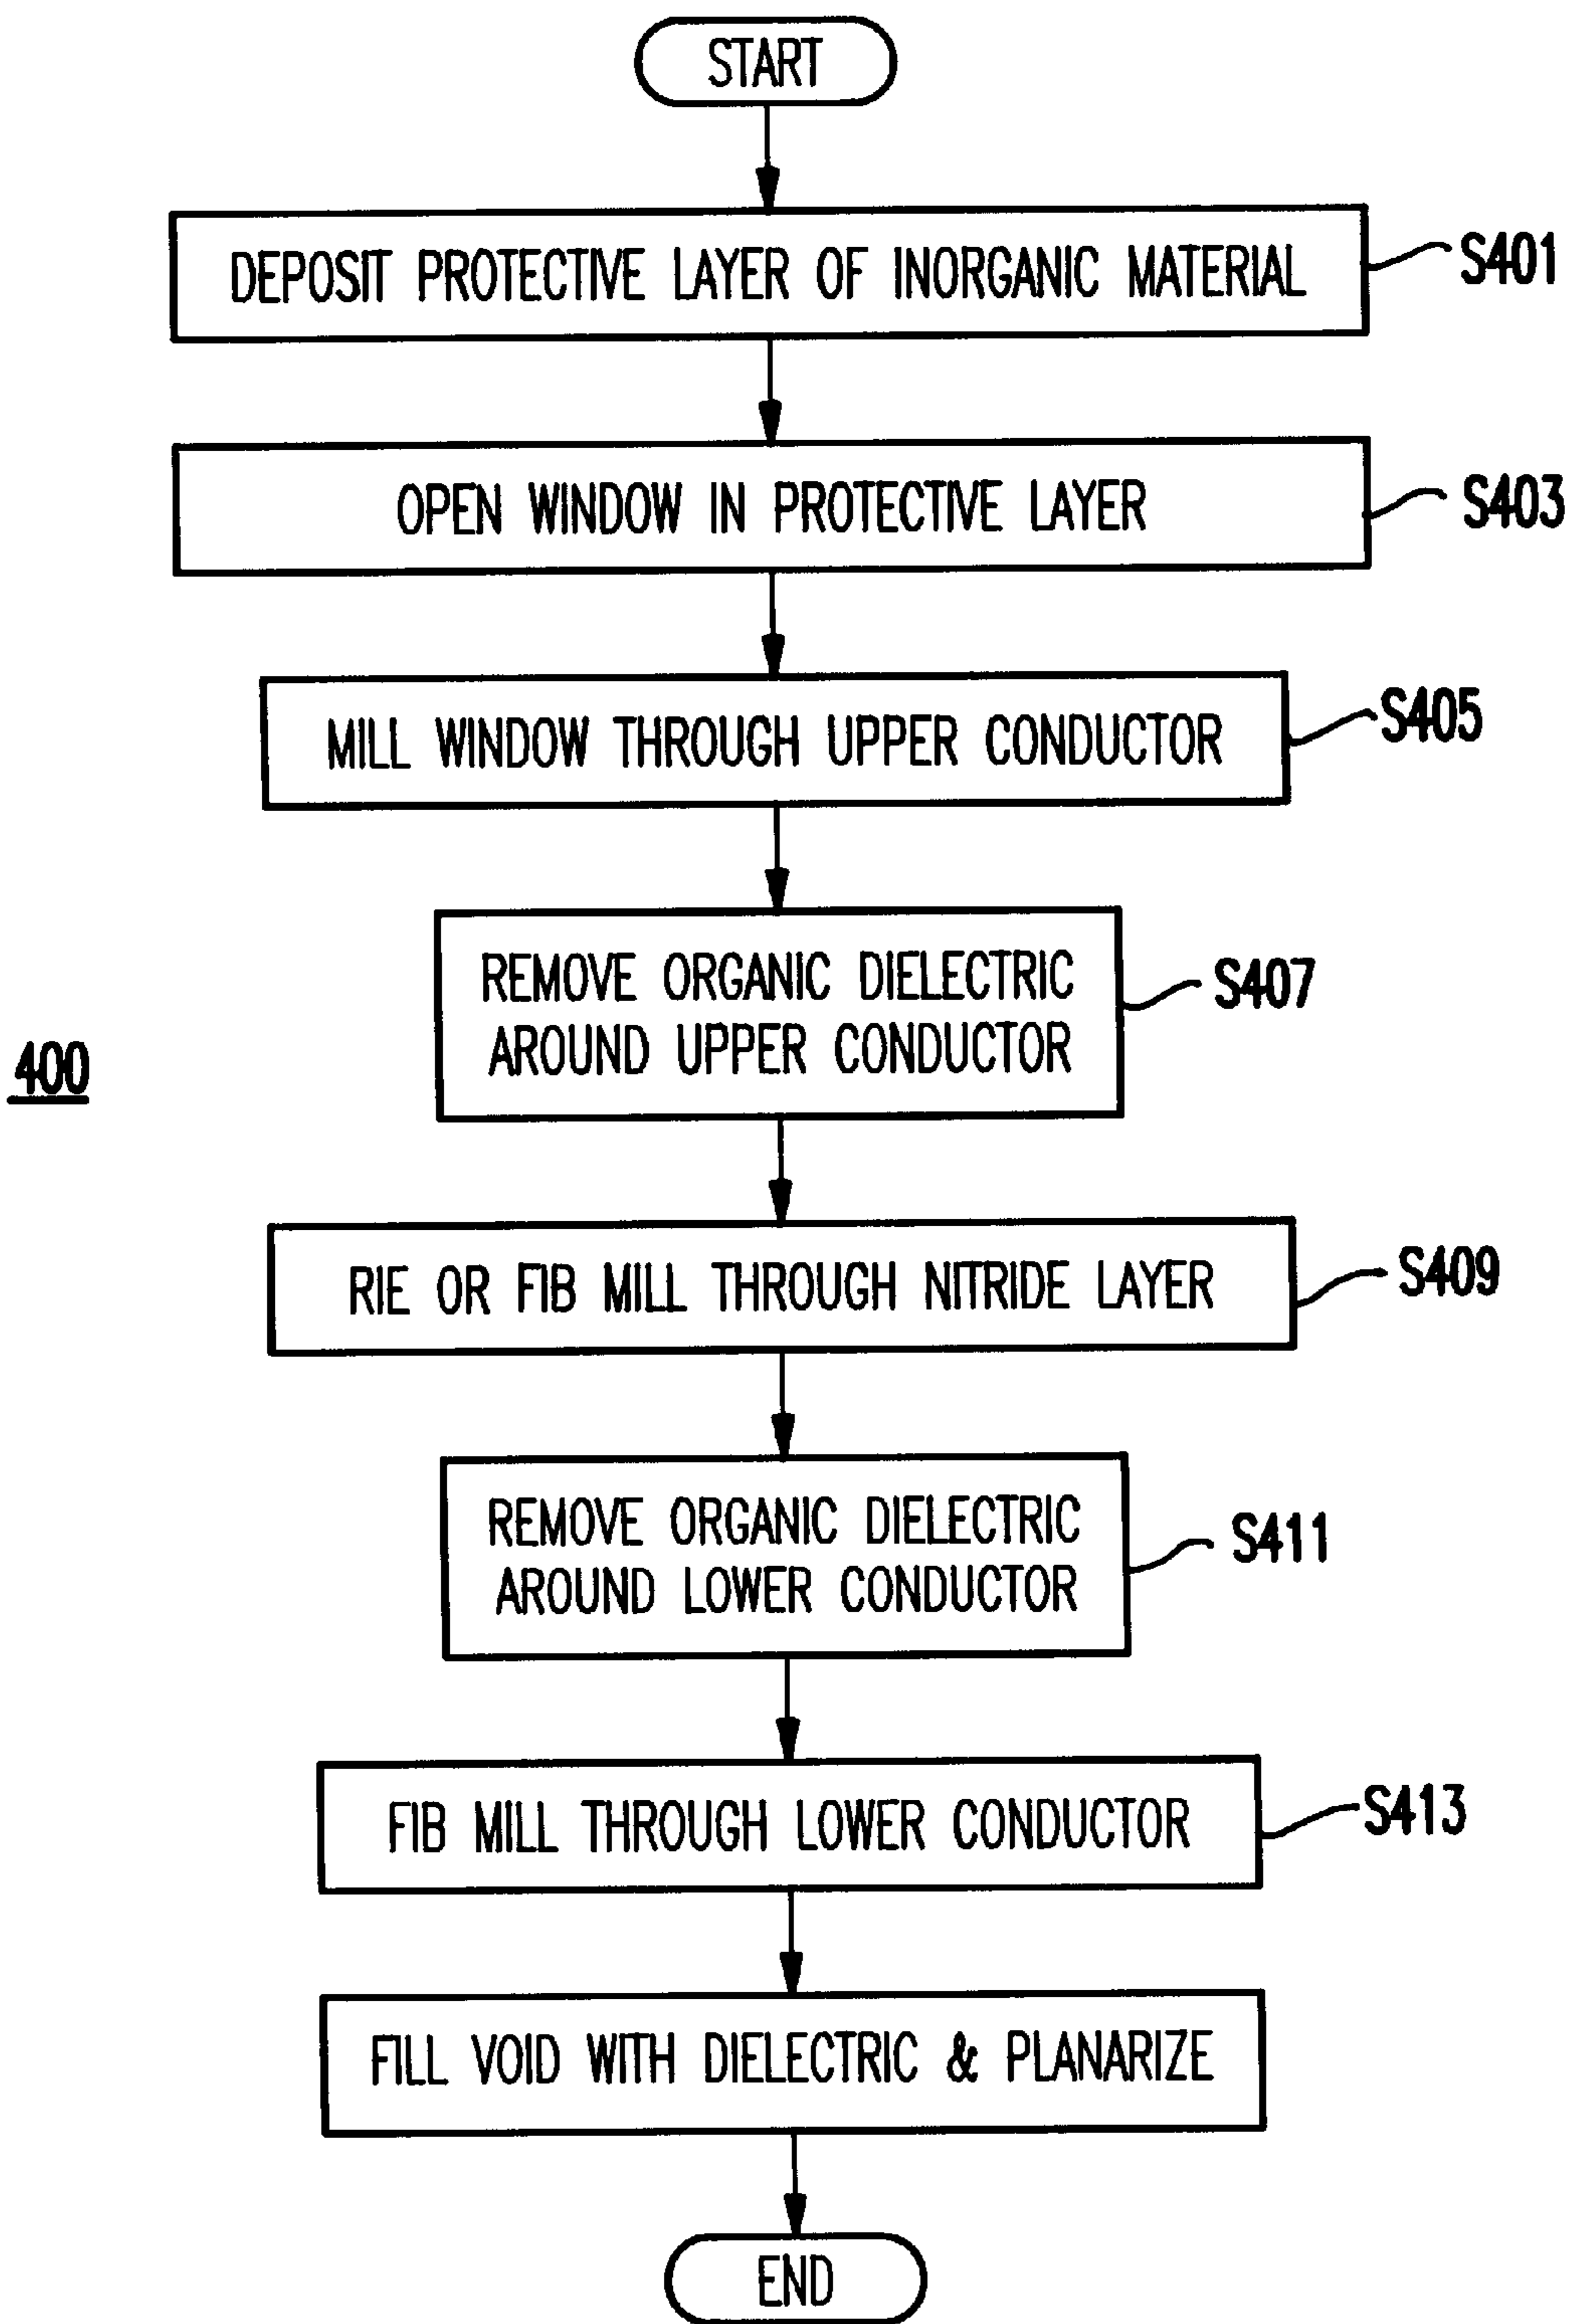 START
DEPOSIT PROTECTIVE LAYER OF INORGANIC MATERIAL
S401
OPEN WINDOW IN PROTECTIVE LAYER
S403
MILL WINDOW THROUGH UPPER CONDUCTOR
S405
REMOVE ORGANIC DIELECTRIC
AROUND UPPER CONDUCTOR
S407
400
RIE OR FIB MILL THROUGH NITRIDE LAYER
S409
REMOVE ORGANIC DIELECTRIC
AROUND LOWER CONDUCTOR
S411
FIB MILL THROUGH LOWER CONDUCTOR
S413
FILL VOID WITH DIELECTRIC & PLANARIZE
END